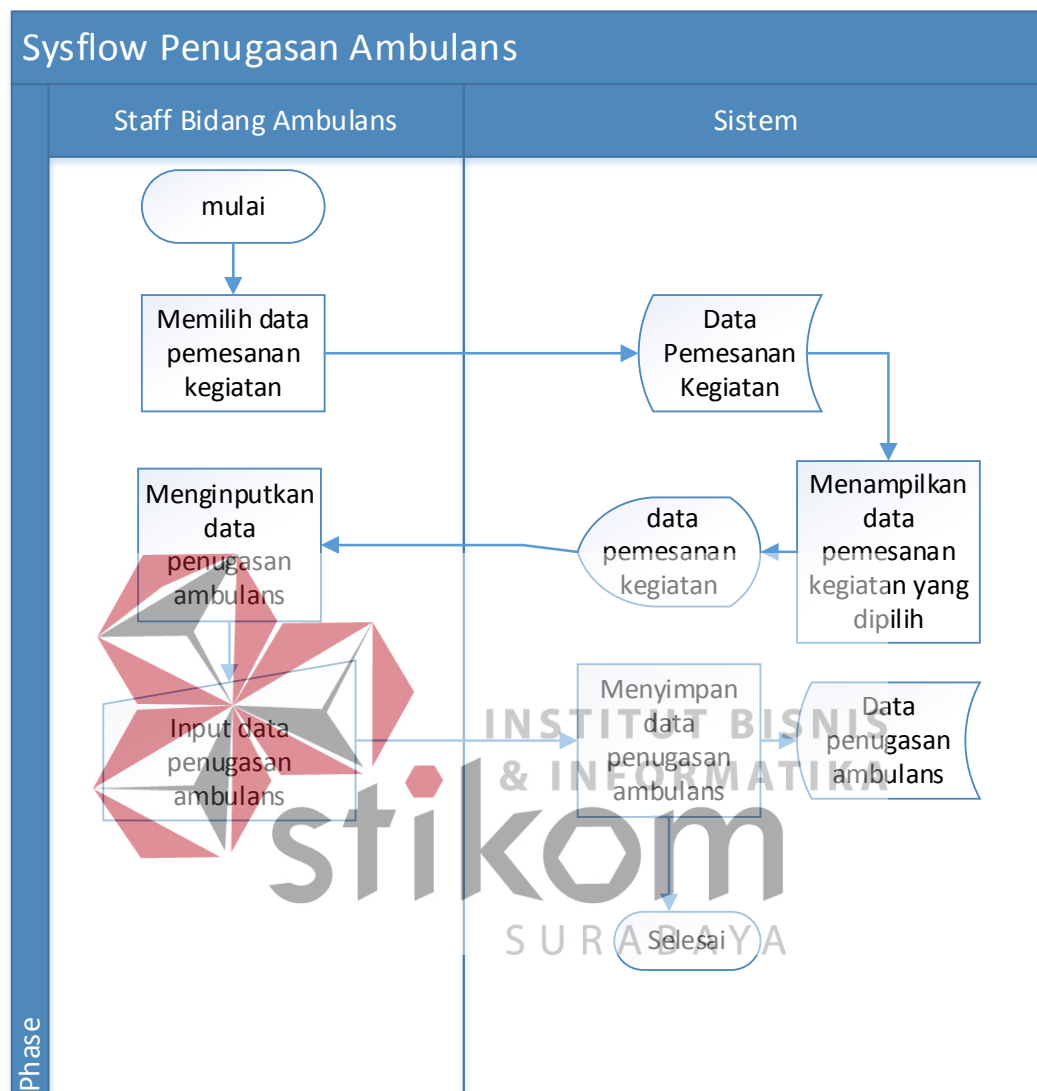 Sysflow Penugasan Ambulans
Staff Bidang Ambulans
Sistem
mulai
Memilih data
pemesanan
kegiatan
Data
Pemesanan
Kegiatan
Menampilkan
data
pemesanan
kegiatan yang
dipilih
data
pemesanan
kegiatan
Menginputkan
data
penugasan
ambulans
Input data
penugasan
ambulans
Menyimpan
data
penugasan
ambulans
Data
penugasan
ambulans
Selesai
Phase
INSTITUT BISNIS
& INFORMATIKA
stikom
SURABAYA